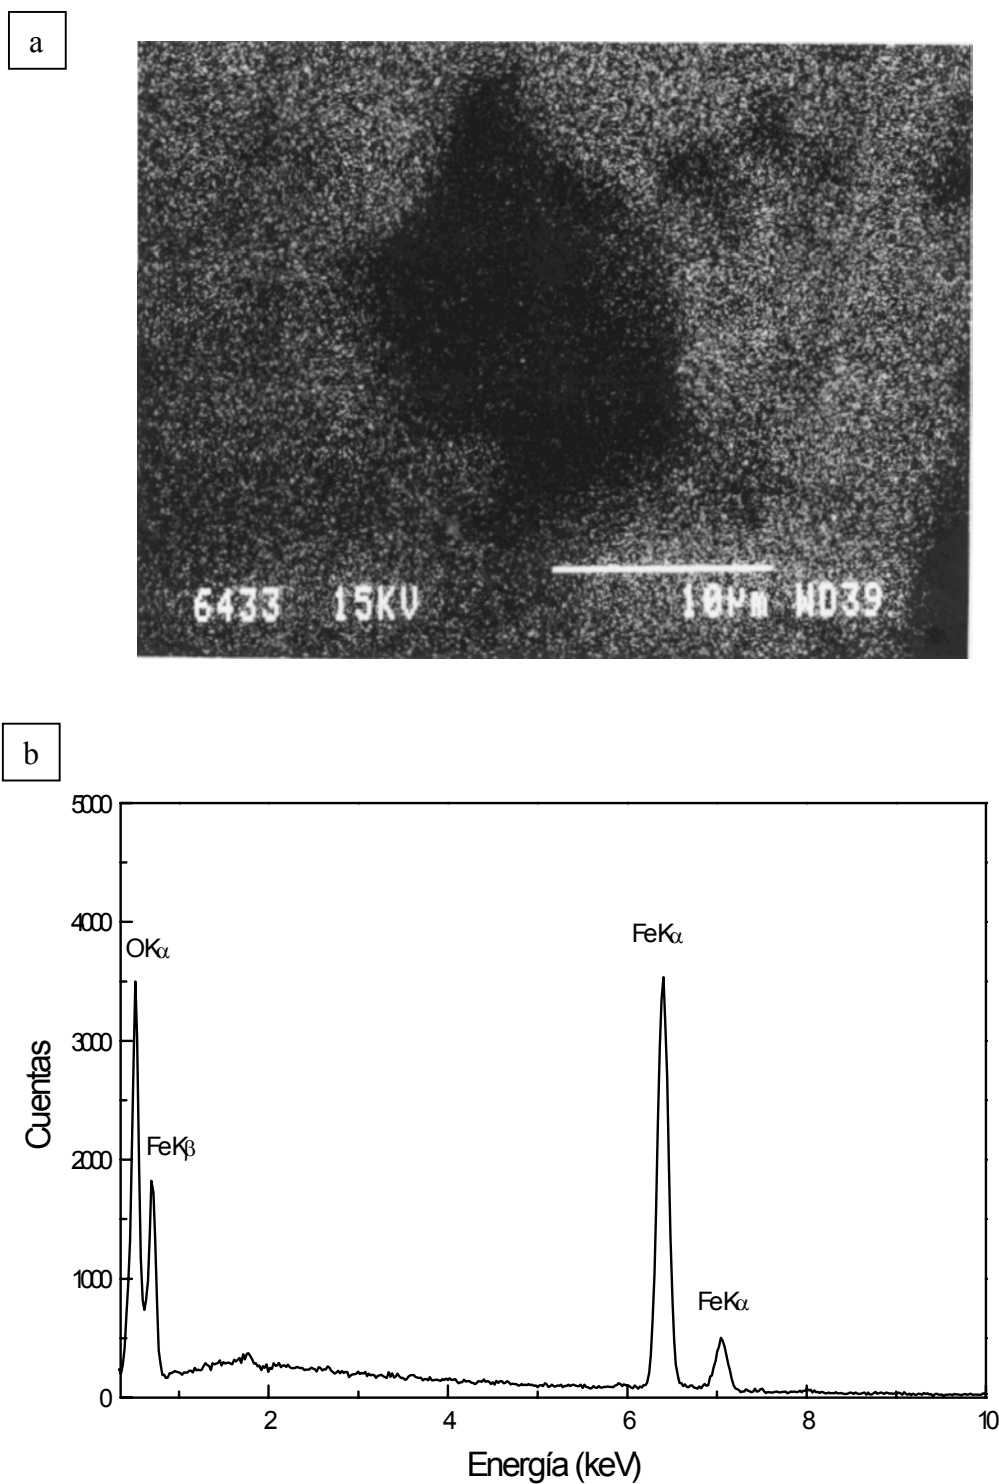 a
6433 15KV 10µm WD39
b
5000
4000
3000
2000
1000
0
Cuentas
OKα
FeKβ
FeKα
FeKα
2 4 6 8 10
Energía (keV)